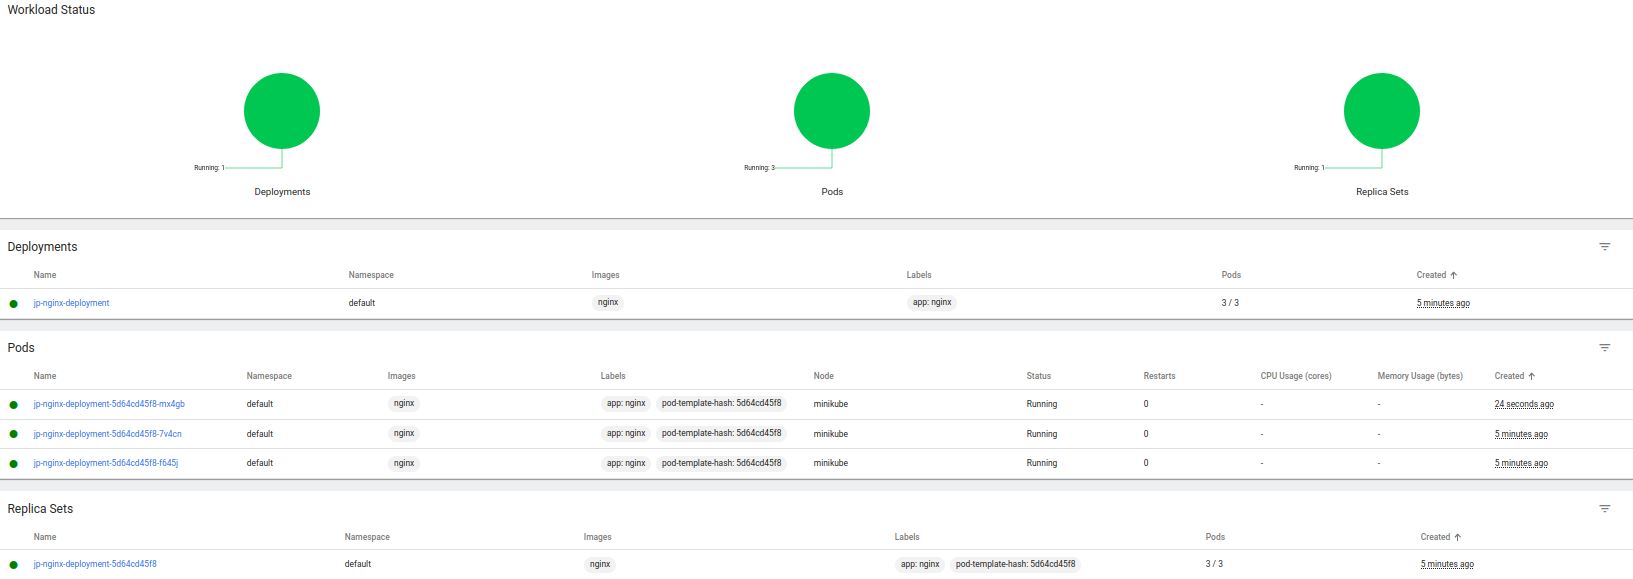 Workload Status
Running: 1 Running: 3 Running: 1
Deployments Pods Replica Sets
Deployments
Name Namespace Images Labels Pods Created ↑
jp-nginx-deployment default nginx app: nginx 3 / 3 5 minutes ago
Pods
Name Namespace Images Labels Node Status Restarts CPU Usage (cores) Memory Usage (bytes) Created ↑
jp-nginx-deployment-5d64cd45f8-mx4gb default nginx app: nginx pod-template-hash: 5d64cd45f8 minikube Running 0 - - 24 seconds ago
jp-nginx-deployment-5d64cd45f8-7v4cn default nginx app: nginx pod-template-hash: 5d64cd45f8 minikube Running 0 - - 5 minutes ago
jp-nginx-deployment-5d64cd45f8-f645j default nginx app: nginx pod-template-hash: 5d64cd45f8 minikube Running 0 - - 5 minutes ago
Replica Sets
Name Namespace Images Labels Pods Created ↑
jp-nginx-deployment-5d64cd45f8 default nginx app: nginx pod-template-hash: 5d64cd45f8 3 / 3 5 minutes ago